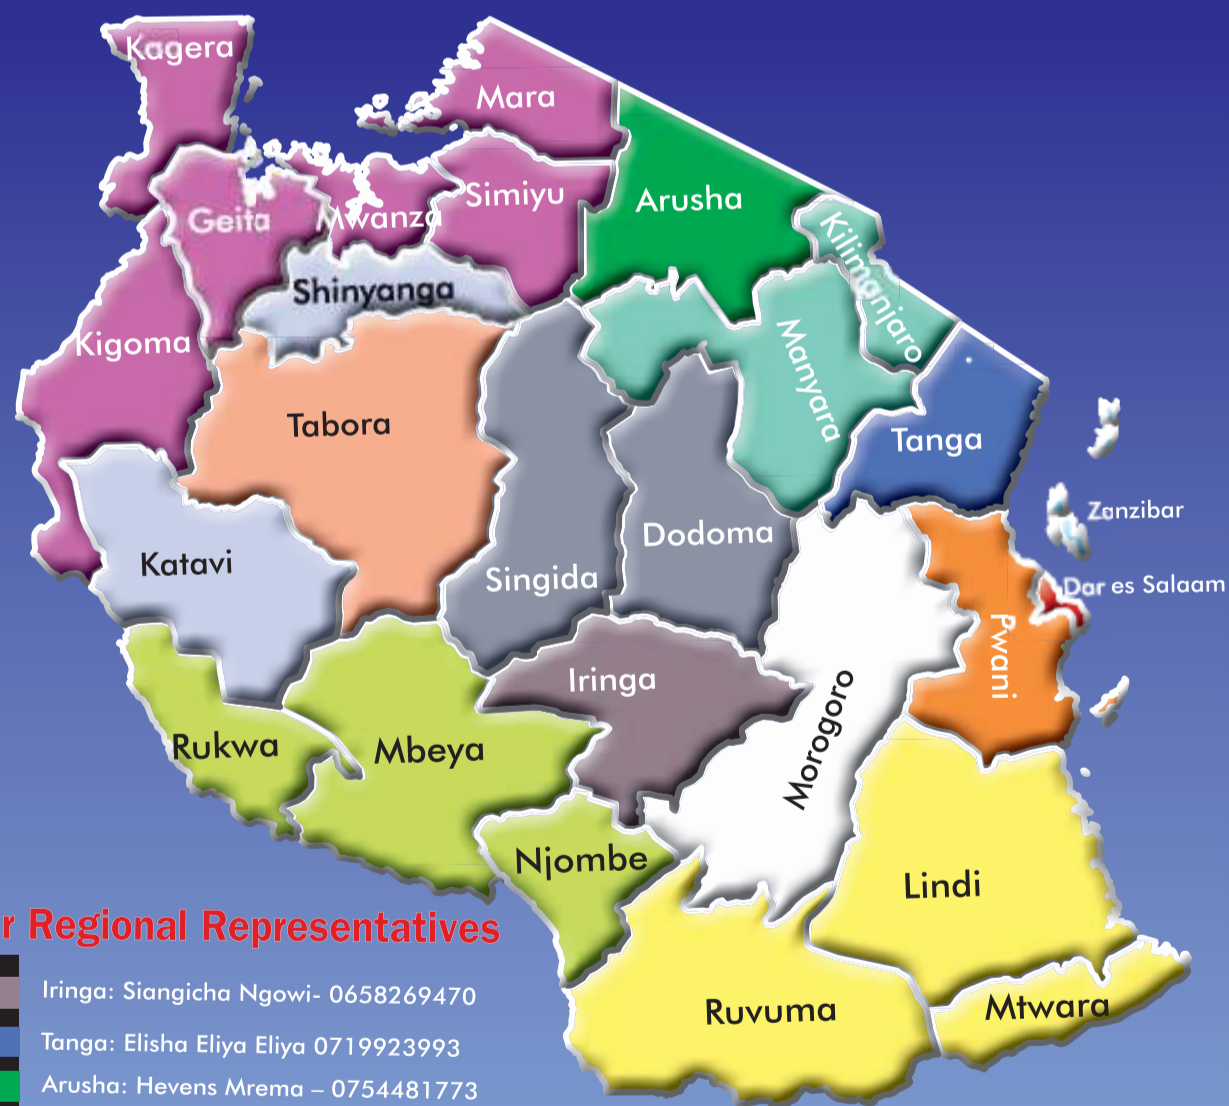 Kagera
Mara
Simiyu
Arusha
Geita
Mwanza
Kilimanjaro
Shinyanga
Kigoma
Manyara
Tabora
Tanga
Zanzibar
Dodoma
Katavi
Singida
Dar es Salaam
Pwani
Iringa
Morogoro
Rukwa
Mbeya
Njombe
Lindi
r Regional Representatives
Iringa: Siangicha Ngowi- 0658269470
Ruvuma
Mtwara
Tanga: Elisha Eliya Eliya 0719923993
Arusha: Hevens Mrema – 0754481773